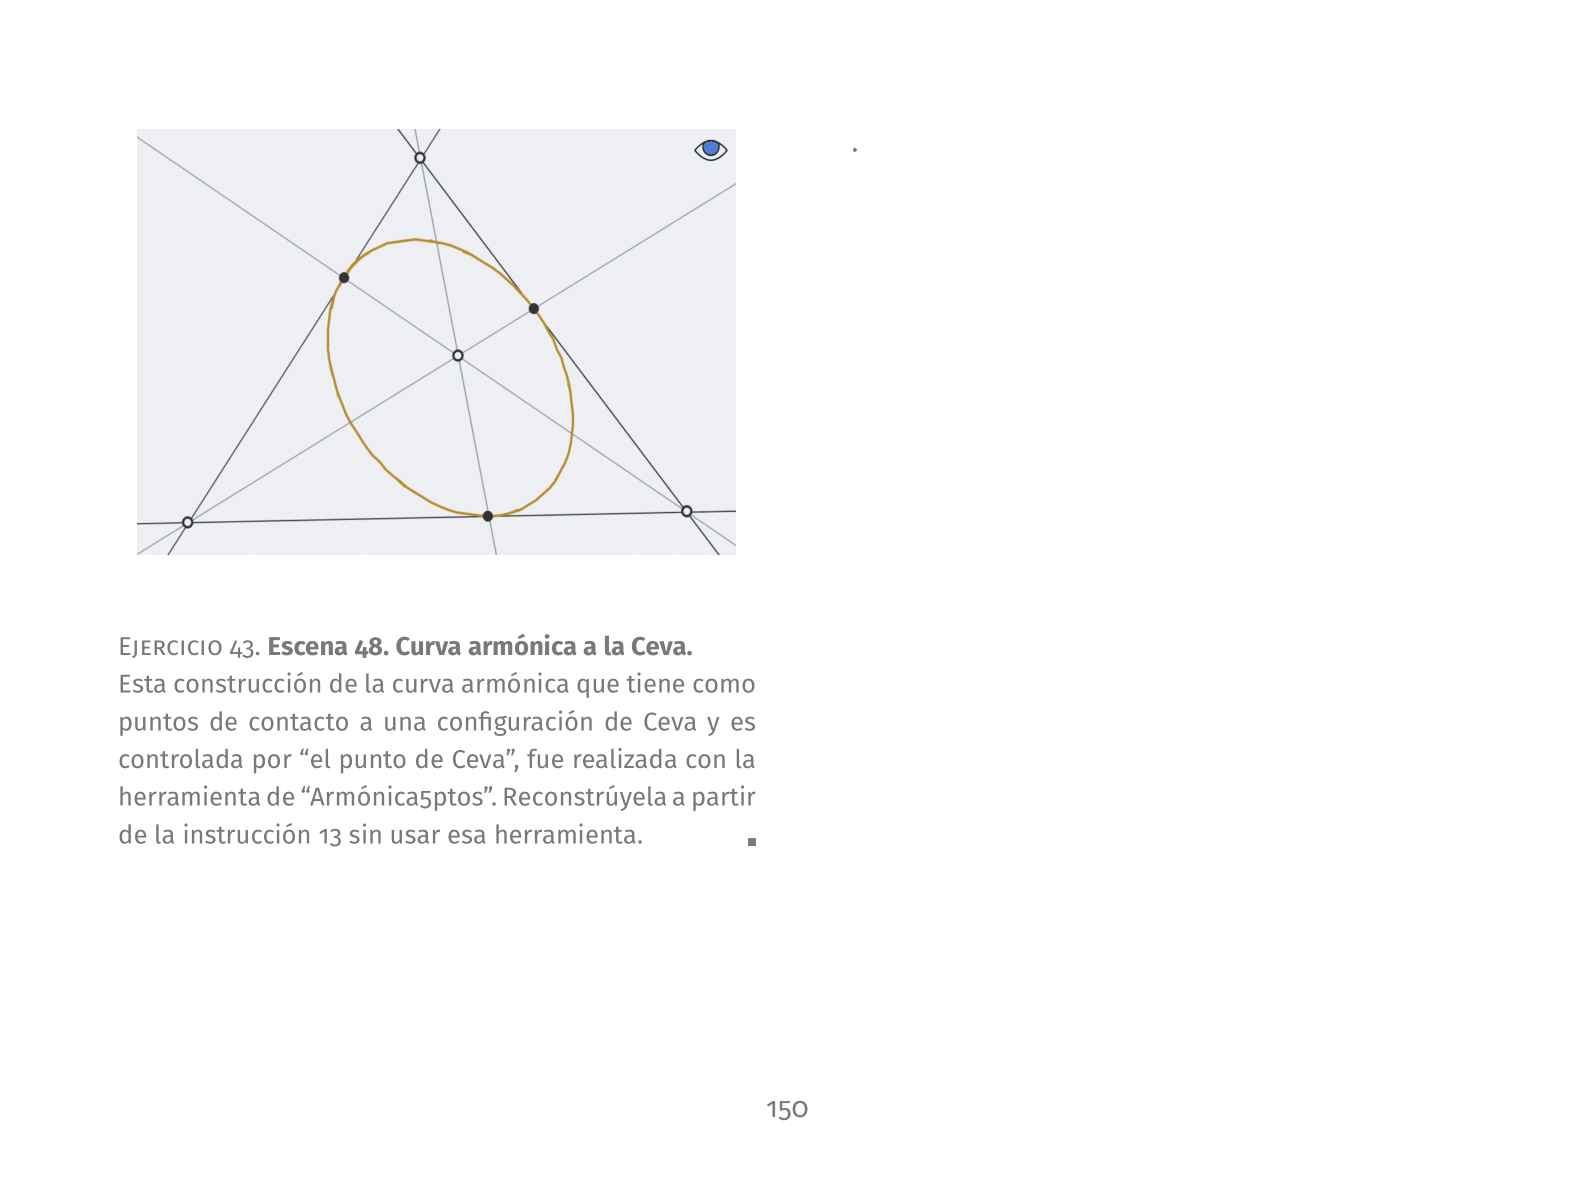 EJERCICIO 43. Escena 48. Curva armónica a la Ceva.
Esta construcción de la curva armónica que tiene como
puntos de contacto a una configuración de Ceva y es
controlada por “el punto de Ceva”, fue realizada con la
herramienta de “Armónica5ptos”. Reconstrúyela a partir
de la instrucción 13 sin usar esa herramienta.
.
150